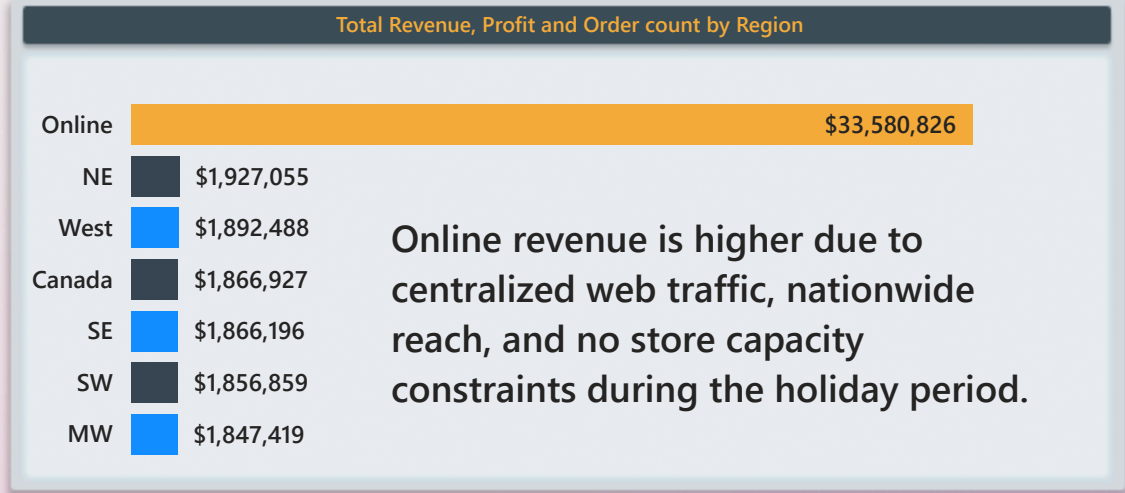 Total Revenue, Profit and Order count by Region
Online $33,580,826
NE $1,927,055
West $1,892,488
Canada $1,866,927
SE $1,866,196
SW $1,856,859
MW $1,847,419
Online revenue is higher due to
centralized web traffic, nationwide
reach, and no store capacity
constraints during the holiday period.